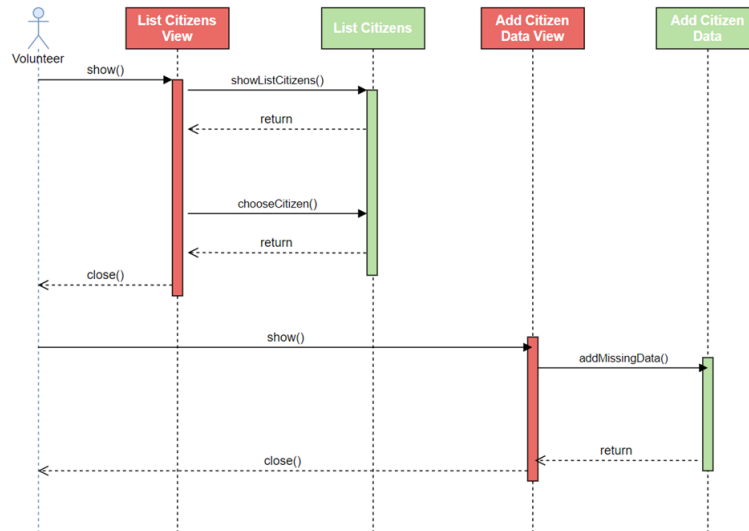 List Citizens
View
List Citizens
Add Citizen
Data View
Add Citizen
Data
Volunteer
show()
showListCitizens()
return
chooseCitizen()
return
close()
show()
addMissingData()
return
close()